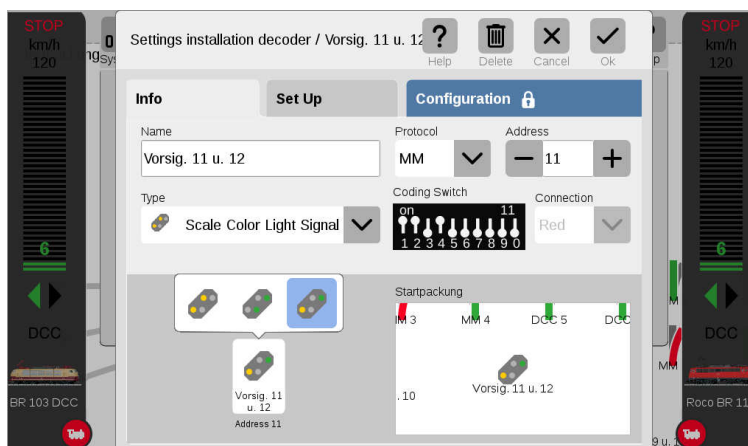 STOP
km/h
120
6
DCC
BR 103 DCC
Settings installation decoder / Vorsig. 11 u. 12
Help
Delete
Cancel
Ok
Info
Set Up
Configuration
Name
Protocol
Address
Vorsig. 11 u. 12
MM
11
Type
Coding Switch
Connection
Scale Color Light Signal
on
11
1 2 3 4 5 6 7 8 9 0
Red
Vorsig. 11
u. 12
Address 11
Startpackung
M 3
MM 4
DCC 5
DCC
. 10
Vorsig. 11 u. 12
STOP
km/h
120
6
DCC
Roco BR 11
9 u. 1